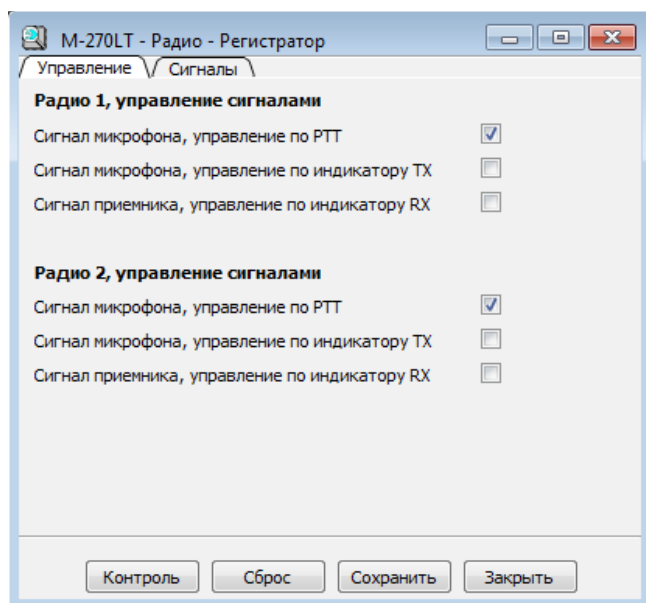 М-270LT - Радио - Регистратор
Управление Сигналы
Радио 1, управление сигналами
Сигнал микрофона, управление по PTT
Сигнал микрофона, управление по индикатору TX
Сигнал приемника, управление по индикатору RX
Радио 2, управление сигналами
Сигнал микрофона, управление по PTT
Сигнал микрофона, управление по индикатору TX
Сигнал приемника, управление по индикатору RX
Контроль Сброс Сохранить Закрыть